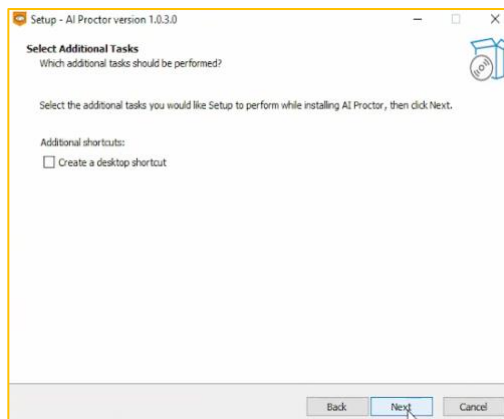 Setup - AI Proctor version 1.0.3.0
Select Additional Tasks
Which additional tasks should be performed?
Select the additional tasks you would like Setup to perform while installing AI Proctor, then click Next.
Additional shortcuts:
Create a desktop shortcut
Back Next Cancel